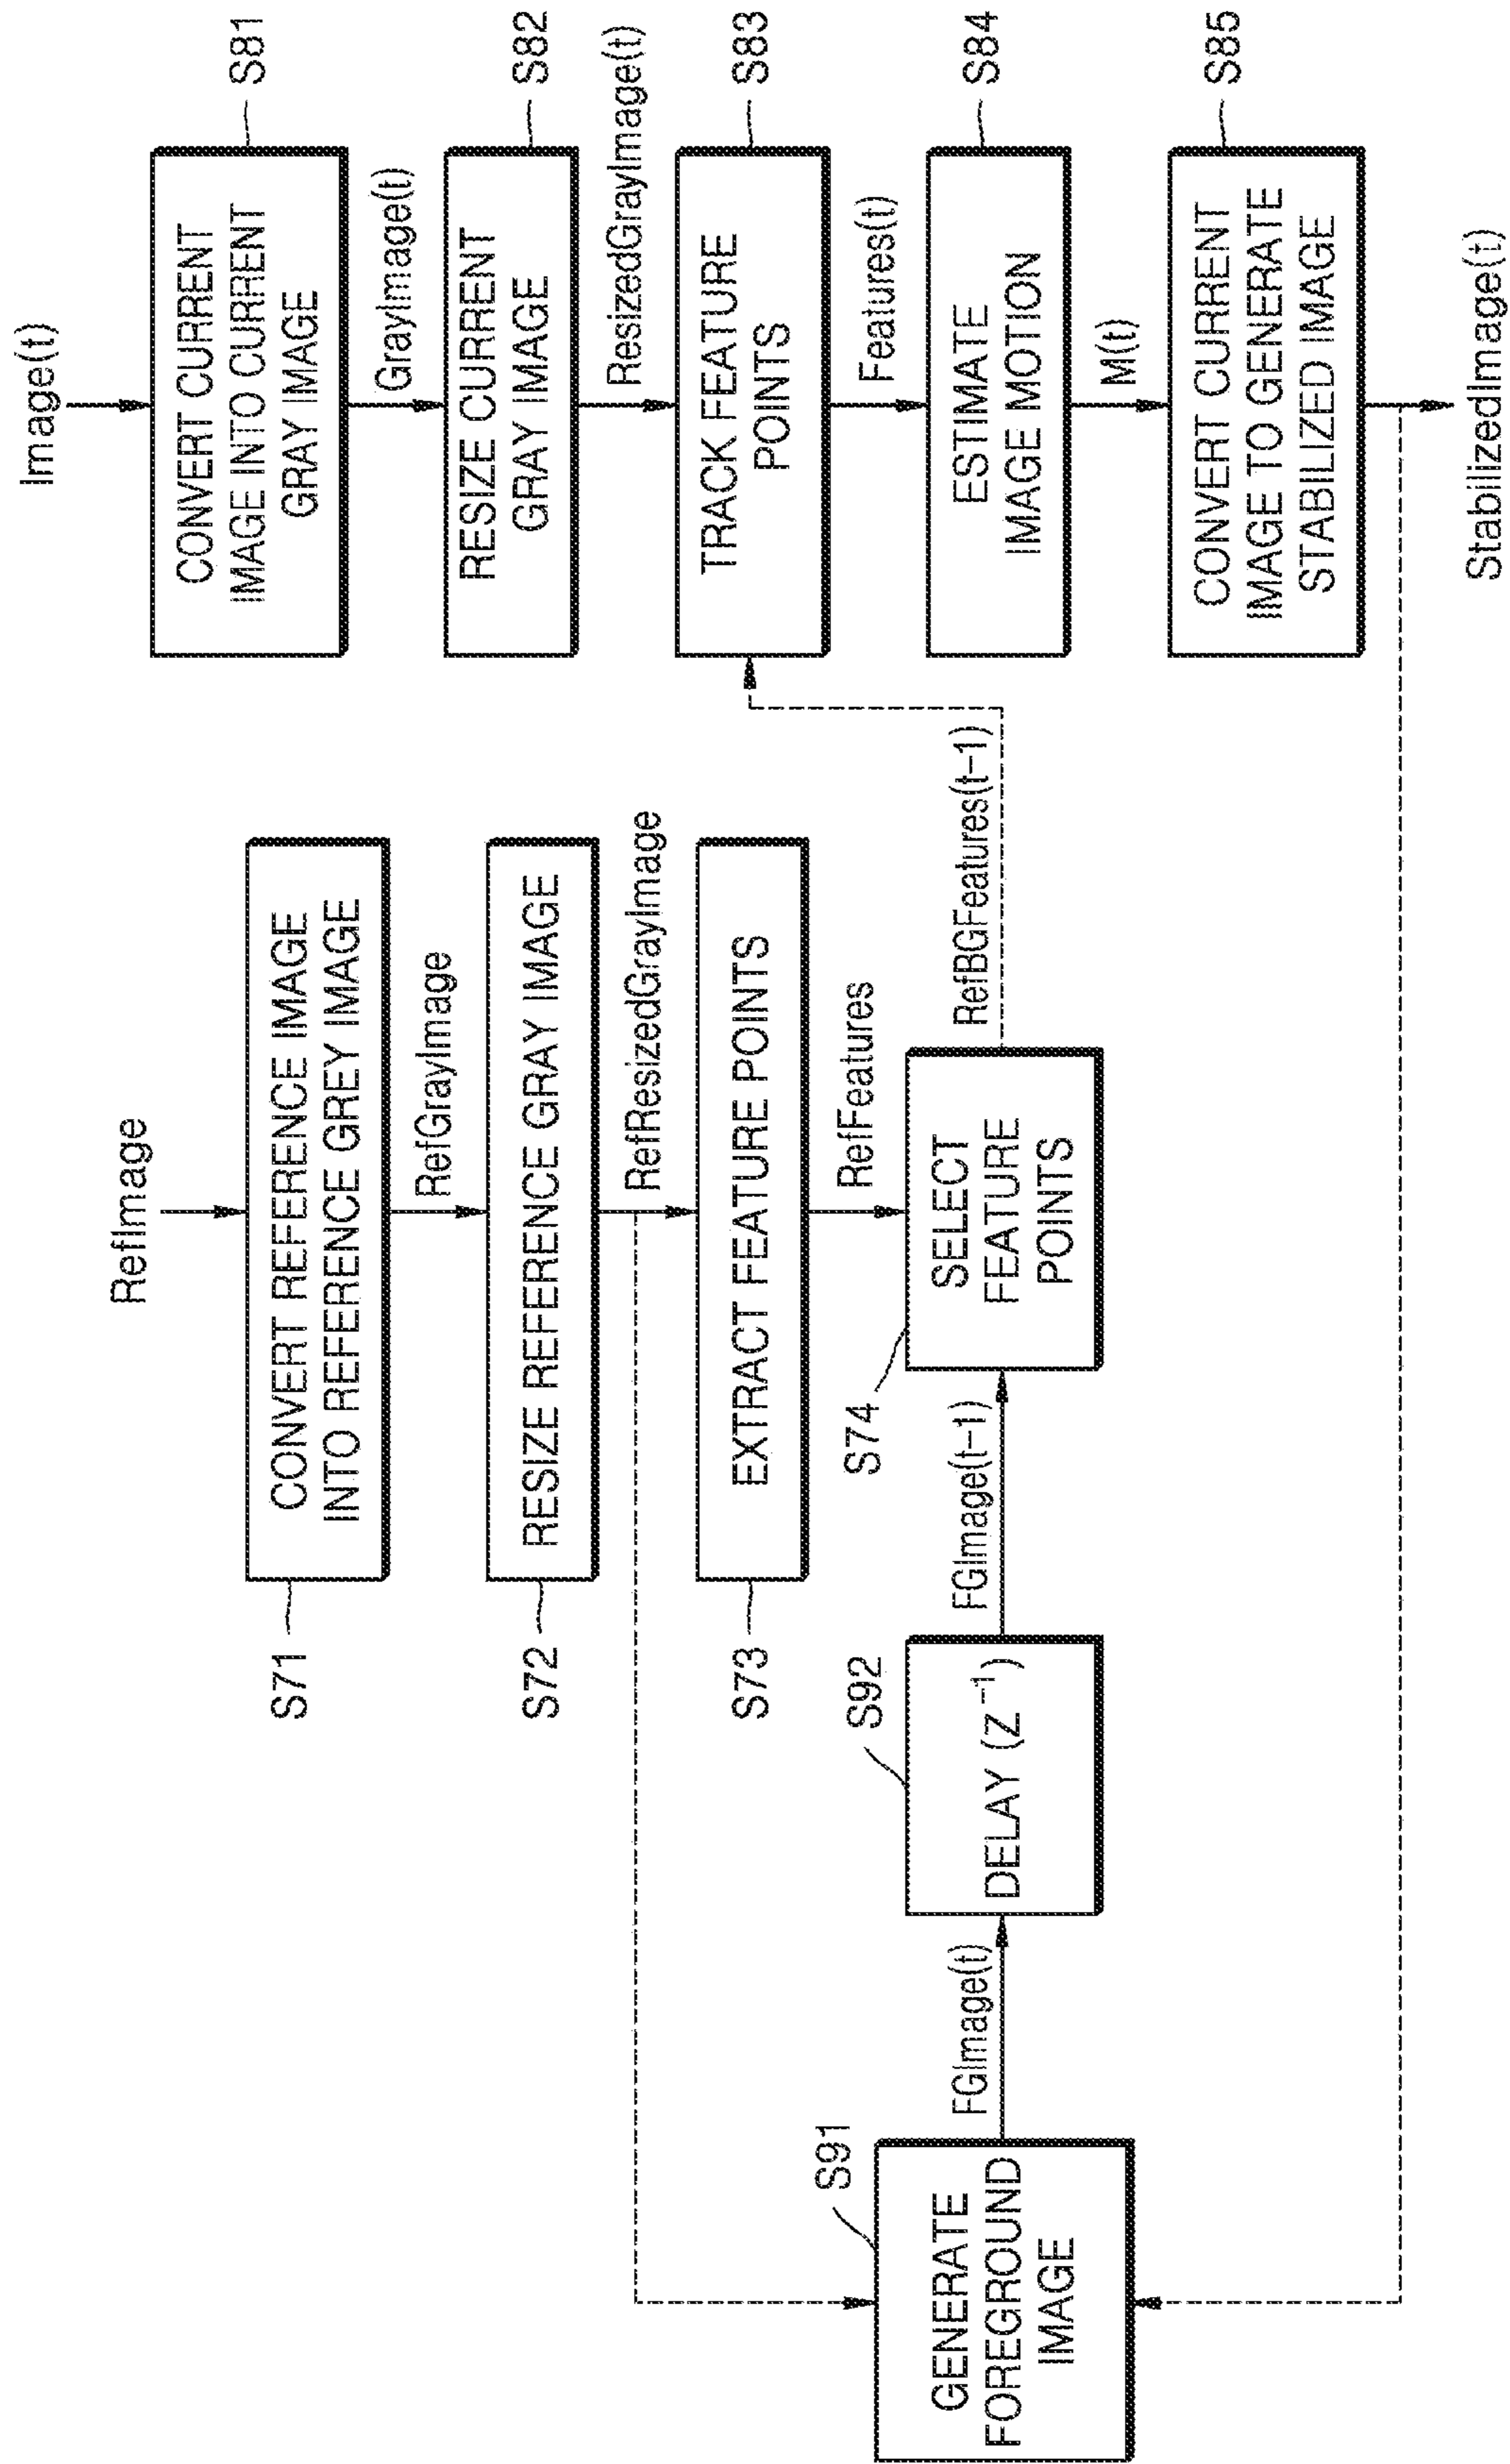 RefImage
S71
CONVERT REFERENCE IMAGE
INTO REFERENCE GREY IMAGE
RefGrayImage
S72
RESIZE REFERENCE GRAY IMAGE
RefResizedGrayImage
S73
EXTRACT FEATURE POINTS
RefFeatures
S91
GENERATE
FOREGROUND
IMAGE
FGImage(t)
S92
DELAY (Z⁻¹)
FGImage(t-1)
S74
SELECT
FEATURE
POINTS
RefBGFeatures(t-1)
Image(t)
CONVERT CURRENT
IMAGE INTO CURRENT
GRAY IMAGE
S81
GrayImage(t)
RESIZE CURRENT
GRAY IMAGE
S82
ResizedGrayImage(t)
TRACK FEATURE
POINTS
S83
Features(t)
ESTIMATE
IMAGE MOTION
S84
M(t)
CONVERT CURRENT
IMAGE TO GENERATE
STABILIZED IMAGE
S85
StabilizedImage(t)